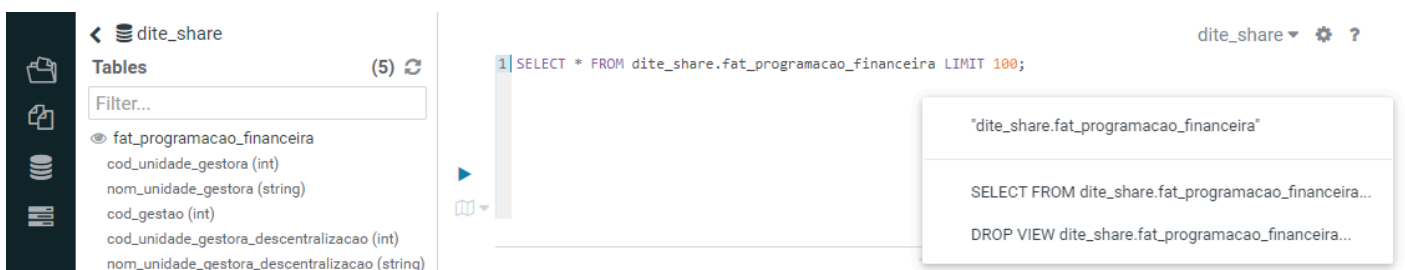 dite_share
Tables (5)
Filter...
fat_programacao_financeira
cod_unidade_gestora (int)
nom_unidade_gestora (string)
cod_gestao (int)
cod_unidade_gestora_descentralizacao (int)
nom_unidade_gestora_descentralizacao (string)
dite_share ?
1 SELECT * FROM dite_share.fat_programacao_financeira LIMIT 100;
"dite_share.fat_programacao_financeira"
SELECT FROM dite_share.fat_programacao_financeira...
DROP VIEW dite_share.fat_programacao_financeira...